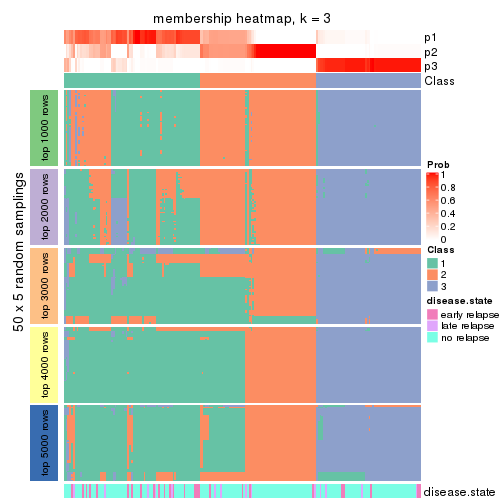 membership heatmap, k = 3
p1
p2
p3
Class
50 x 5 random samplings
top 1000 rows
top 2000 rows
top 3000 rows
top 4000 rows
top 5000 rows
disease.state
Prob
1
0.8
0.6
0.4
0.2
0
Class
1
2
3
disease.state
early relapse
late relapse
no relapse